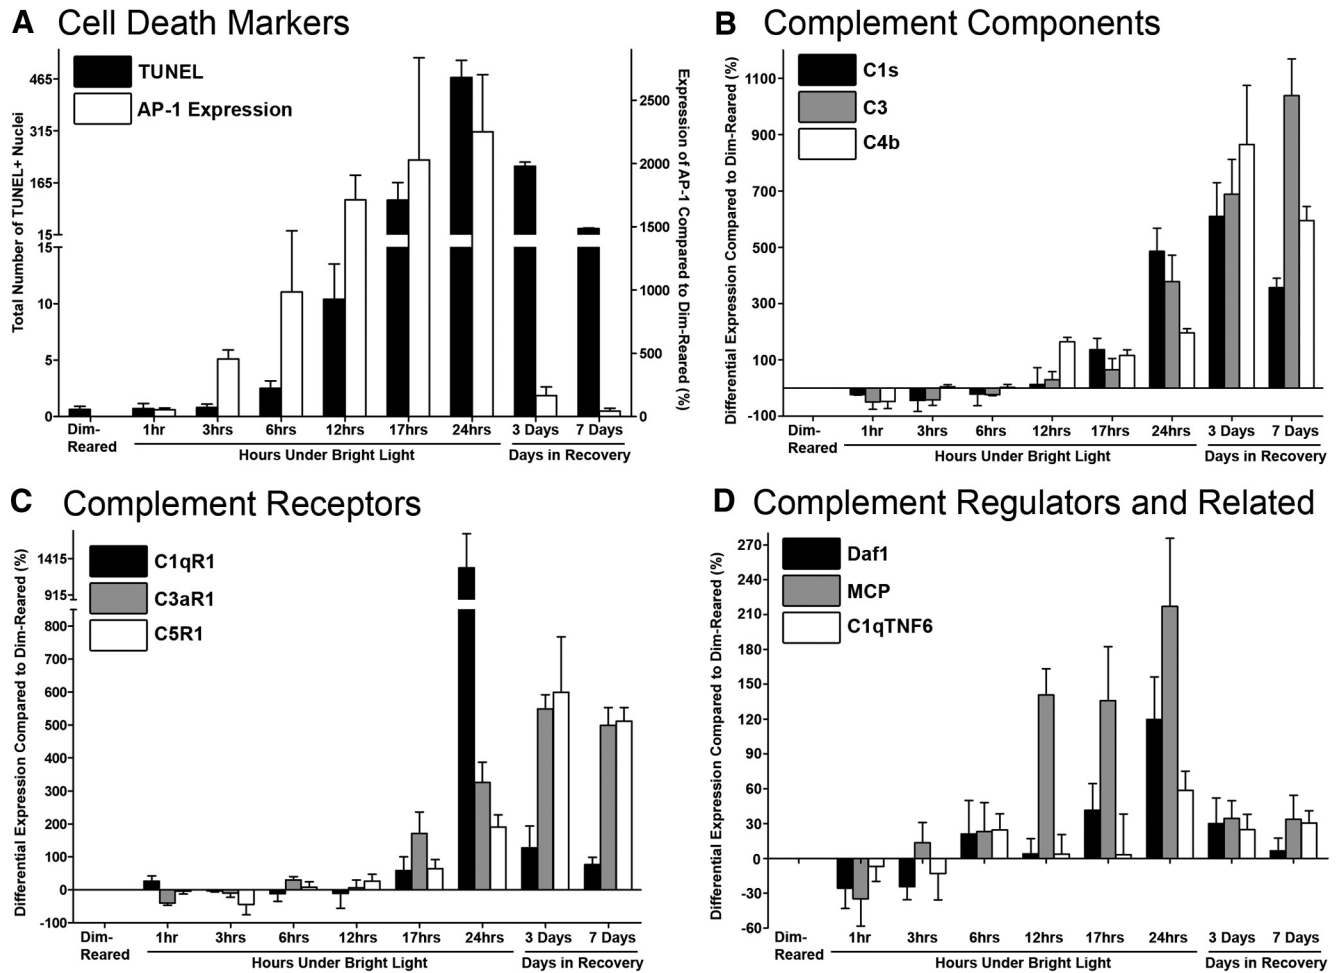 A Cell Death Markers
TUNEL
AP-1 Expression
Total Number of TUNEL+ Nuclei
465
315
165
15
15
10
5
0
Expression of AP-1 Compared to Dim-Reared (%)
2500
2000
1500
1000
500
0
Dim-
Reared
1hr 3hrs 6hrs 12hrs 17hrs 24hrs 3 Days 7 Days
Hours Under Bright Light Days in Recovery
B Complement Components
C1s
C3
C4b
Differential Expression Compared to Dim-Reared (%)
1100
900
700
500
300
100
-100
Dim-
Reared
1hr 3hrs 6hrs 12hrs 17hrs 24hrs 3 Days 7 Days
Hours Under Bright Light Days in Recovery
C Complement Receptors
C1qR1
C3aR1
C5R1
Differential Expression Compared to Dim-Reared (%)
1415
915
800
700
600
500
400
300
200
100
0
-100
Dim-
Reared
1hr 3hrs 6hrs 12hrs 17hrs 24hrs 3 Days 7 Days
Hours Under Bright Light Days in Recovery
D Complement Regulators and Related
Daf1
MCP
C1qTNF6
Differential Expression Compared to Dim-Reared (%)
270
240
210
180
150
120
90
60
30
0
-30
-60
Dim-
Reared
1hr 3hrs 6hrs 12hrs 17hrs 24hrs 3 Days 7 Days
Hours Under Bright Light Days in Recovery